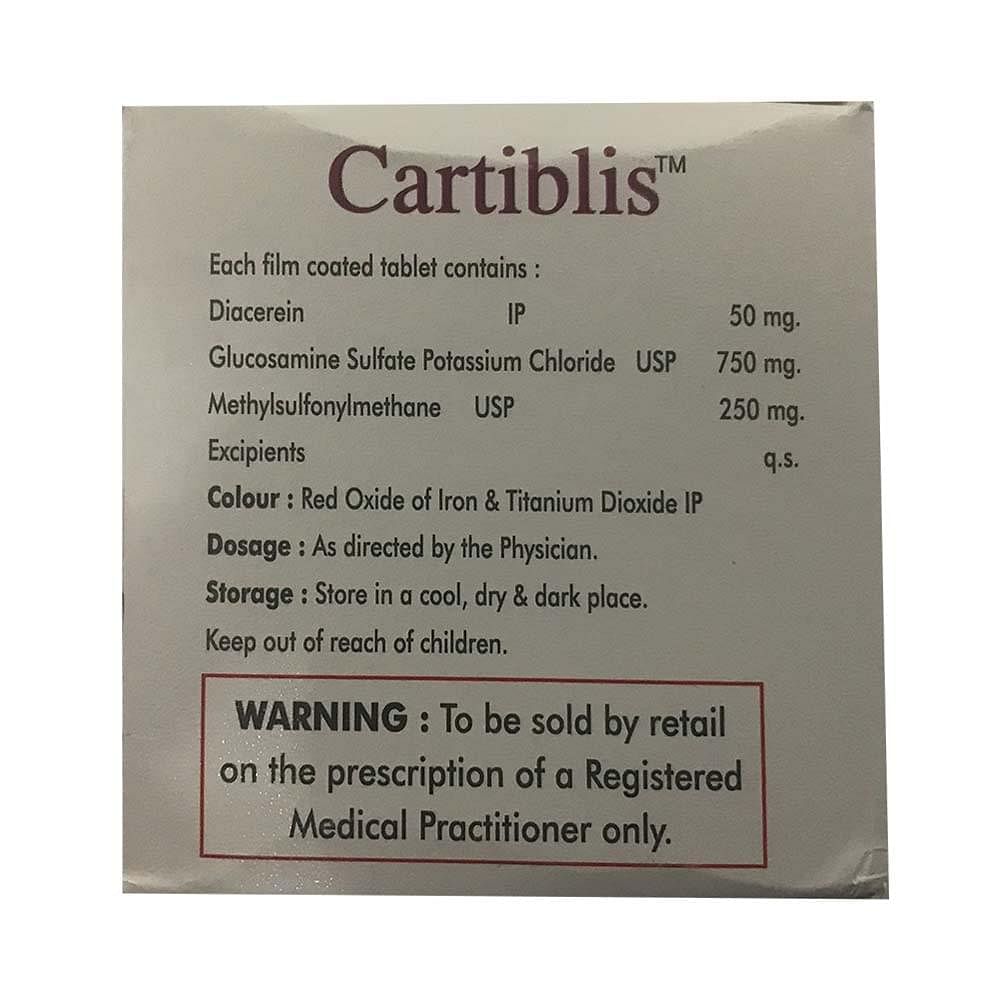 Cartiblis™
Each film coated tablet contains :
Diacerein IP 50 mg.
Glucosamine Sulfate Potassium Chloride USP 750 mg.
Methylsulfonylmethane USP 250 mg.
Excipients q.s.
Colour : Red Oxide of Iron & Titanium Dioxide IP
Dosage : As directed by the Physician.
Storage : Store in a cool, dry & dark place.
Keep out of reach of children.
WARNING : To be sold by retail
on the prescription of a Registered
Medical Practitioner only.